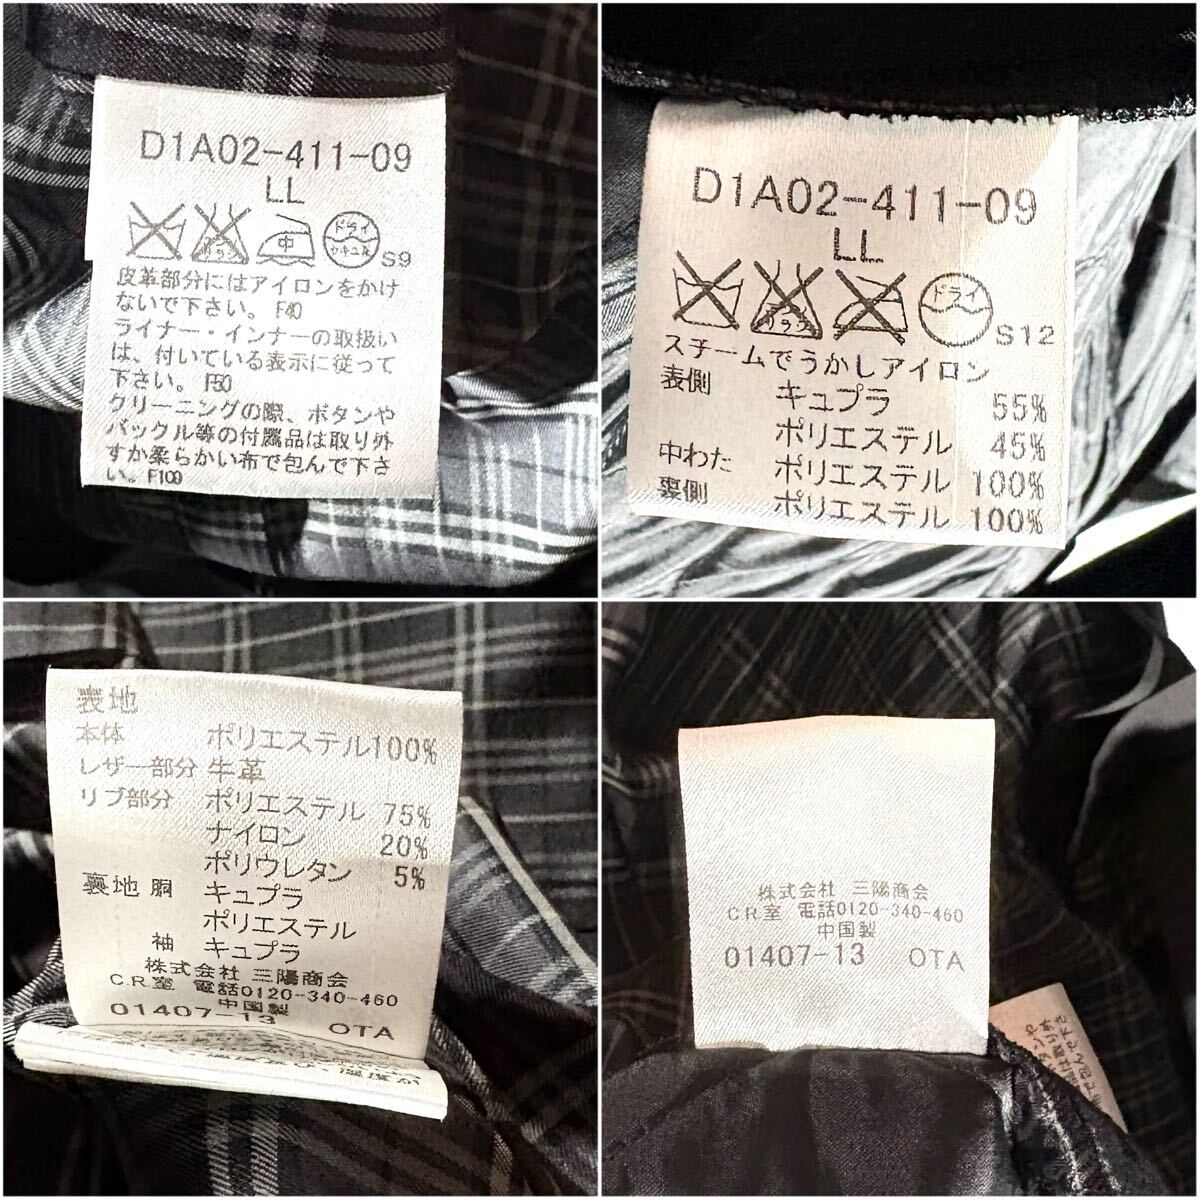 D1A02-411-09
LL
中
ドライ
セキユ系
S9
皮革部分にはアイロンをかけ
ないで下さい。 F40
ライナー・インナーの取扱い
は、付いている表示に従って
下さい。 F50
クリーニングの際、ボタンや
バックル等の付属品は取り外
すか柔らかい布で包んで下さ
い。F100
D1A02-411-09
LL
ドライ
S12
スチームでうかしアイロン
表側 キュプラ 55%
ポリエステル 45%
中わた ポリエステル 100%
裏側 ポリエステル 100%
表地
本体 ポリエステル100%
レザー部分 牛革
リブ部分 ポリエステル 75%
ナイロン 20%
ポリウレタン 5%
裏地 胴 キュプラ
ポリエステル
袖 キュプラ
株式会社 三陽商会
C.R室 電話0120-340-460
中国製
01407-13 OTA
株式会社 三陽商会
C.R室 電話0120-340-460
中国製
01407-13 OTA